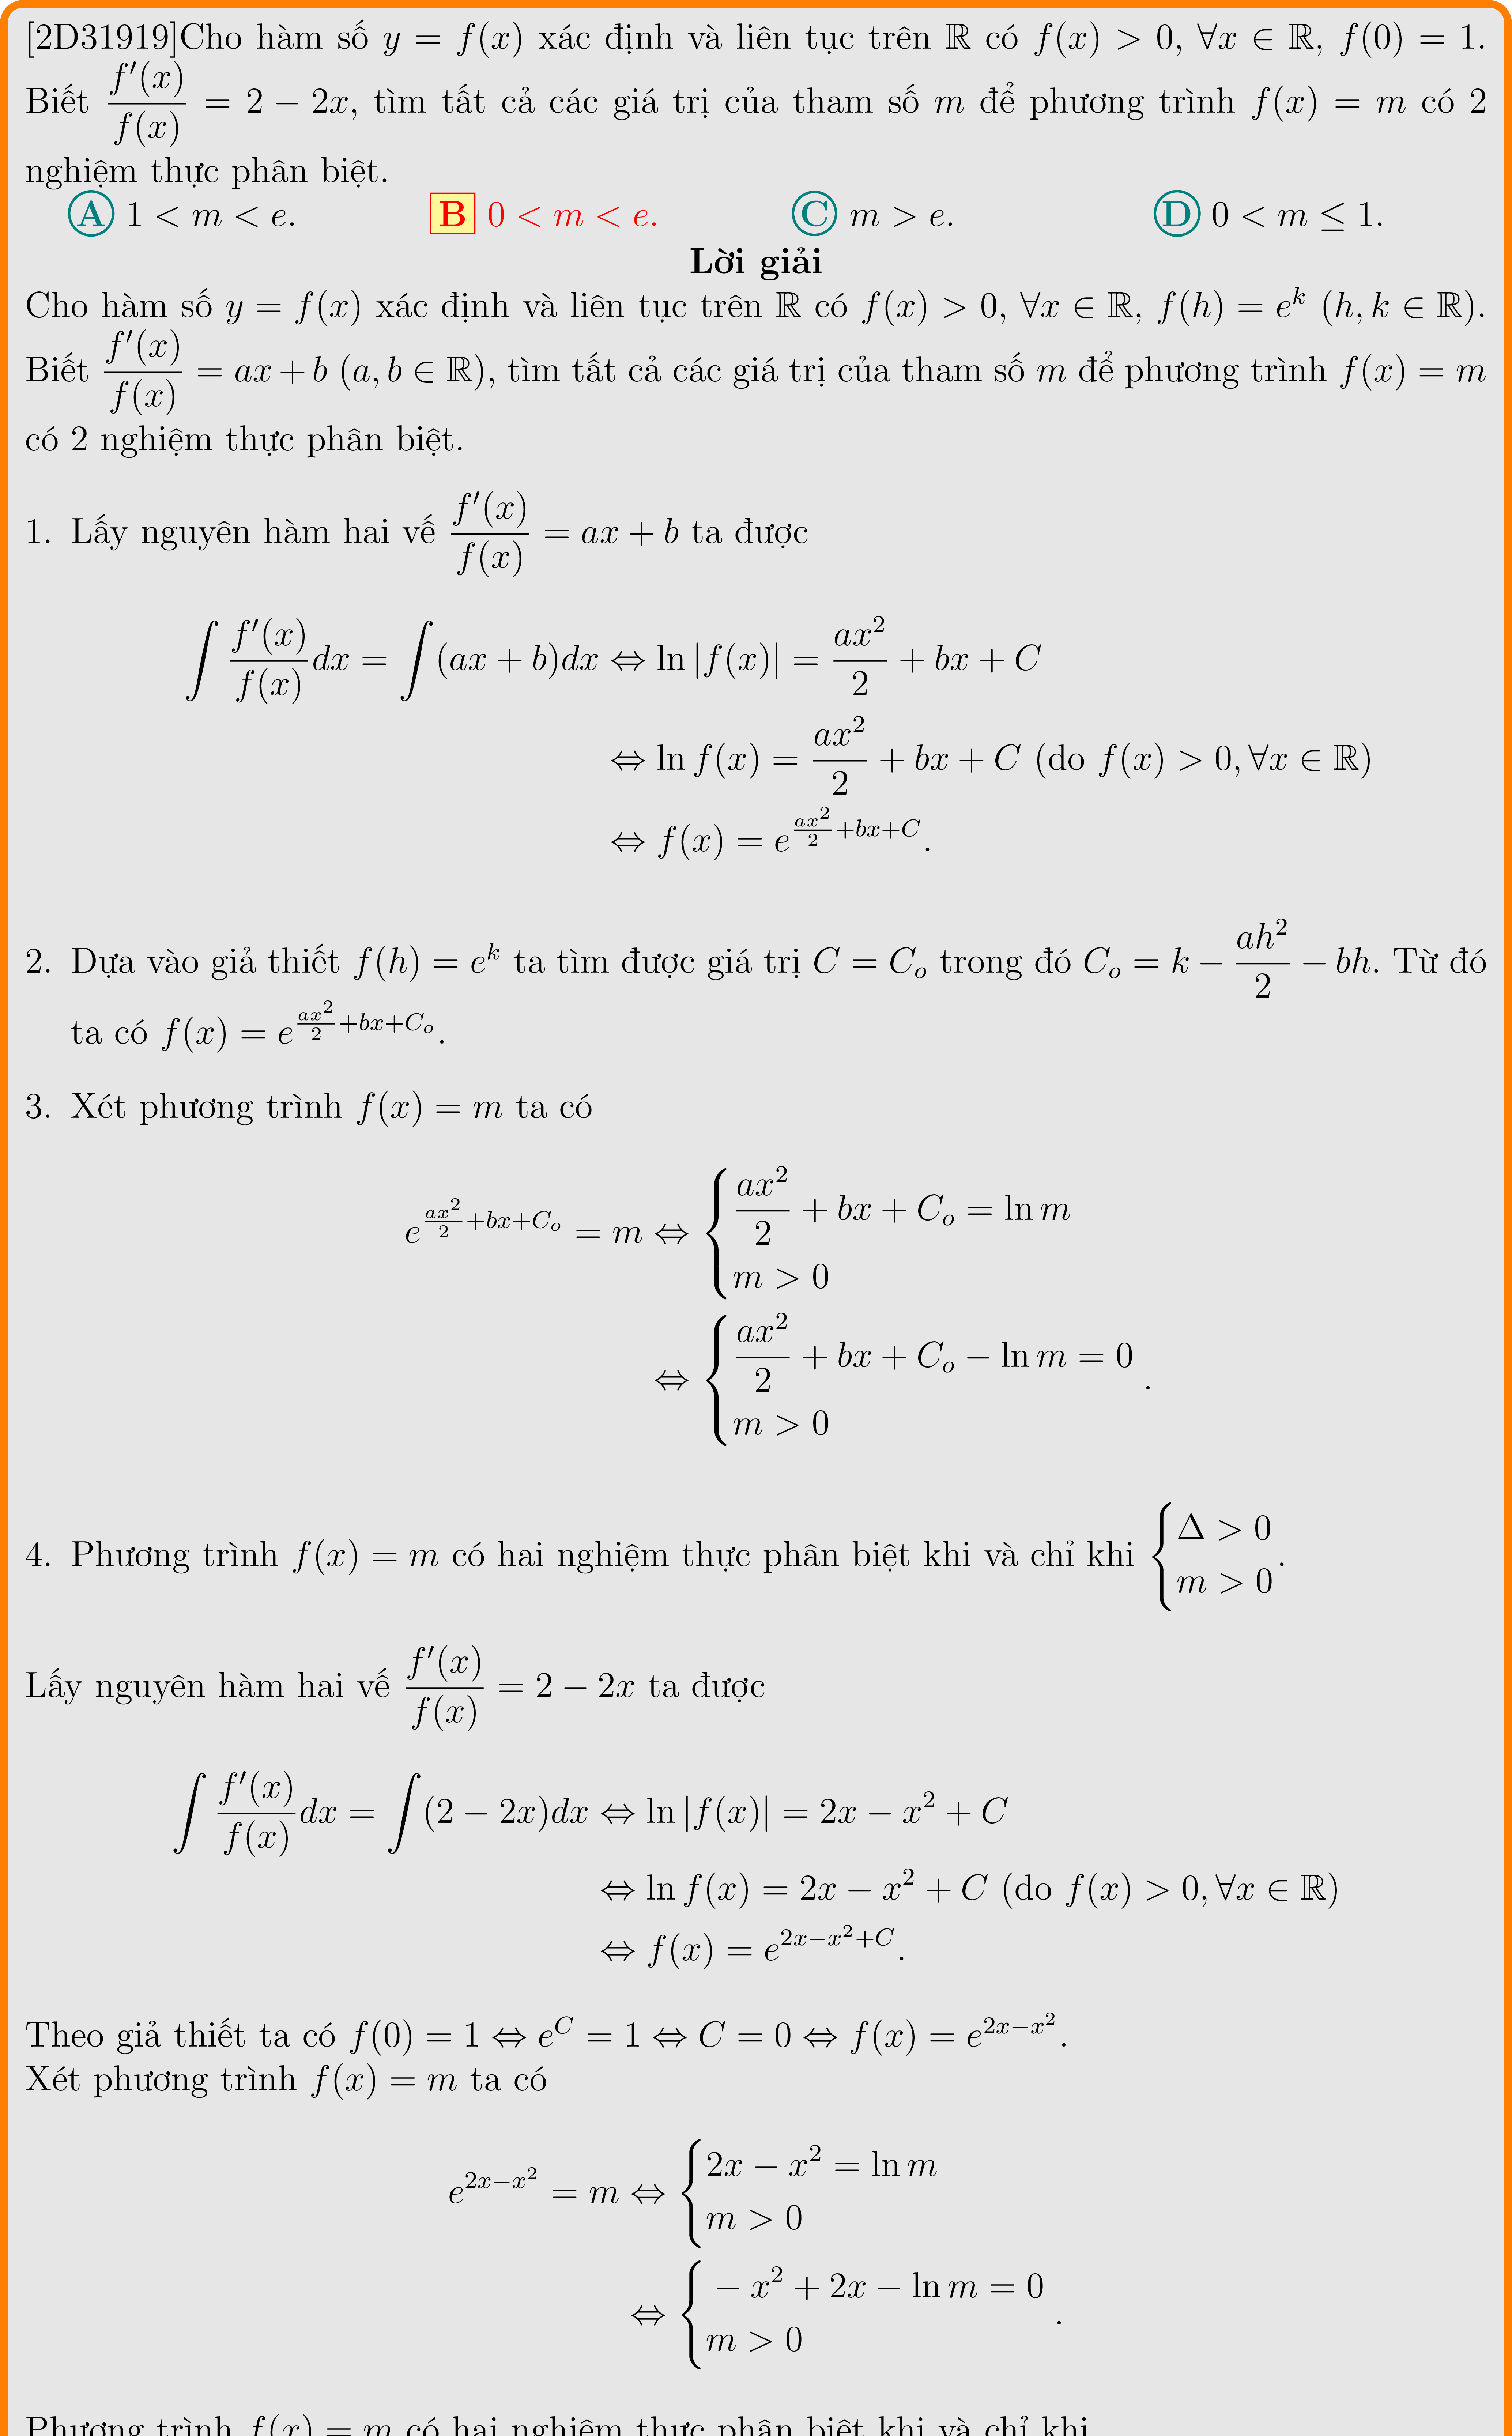 [2D31919]Cho hàm số $y = f(x)$ xác định và liên tục trên $\mathbb{R}$ có $f(x) > 0, \forall x \in \mathbb{R}, f(0) = 1$.
Biết $\dfrac{f'(x)}{f(x)} = 2 - 2x$, tìm tất cả các giá trị của tham số $m$ để phương trình $f(x) = m$ có 2
nghiệm thực phân biệt.
A $1 < m < e$. B $0 < m < e$. C $m > e$. D $0 < m \leq 1$.
Lời giải
Cho hàm số $y = f(x)$ xác định và liên tục trên $\mathbb{R}$ có $f(x) > 0, \forall x \in \mathbb{R}, f(h) = e^k$ $(h, k \in \mathbb{R})$.
Biết $\dfrac{f'(x)}{f(x)} = ax + b$ $(a, b \in \mathbb{R})$, tìm tất cả các giá trị của tham số $m$ để phương trình $f(x) = m$
có 2 nghiệm thực phân biệt.
1. Lấy nguyên hàm hai vế $\dfrac{f'(x)}{f(x)} = ax + b$ ta được
$\int \dfrac{f'(x)}{f(x)}dx = \int (ax + b)dx \Leftrightarrow \ln |f(x)| = \dfrac{ax^2}{2} + bx + C$
$\Leftrightarrow \ln f(x) = \dfrac{ax^2}{2} + bx + C$ (do $f(x) > 0, \forall x \in \mathbb{R}$)
$\Leftrightarrow f(x) = e^{\frac{ax^2}{2}+bx+C}$.
2. Dựa vào giả thiết $f(h) = e^k$ ta tìm được giá trị $C = C_o$ trong đó $C_o = k - \dfrac{ah^2}{2} - bh$. Từ đó
ta có $f(x) = e^{\frac{ax^2}{2}+bx+C_o}$.
3. Xét phương trình $f(x) = m$ ta có
$e^{\frac{ax^2}{2}+bx+C_o} = m \Leftrightarrow \begin{cases} \dfrac{ax^2}{2} + bx + C_o = \ln m \\ m > 0 \end{cases}$
$\Leftrightarrow \begin{cases} \dfrac{ax^2}{2} + bx + C_o - \ln m = 0 \\ m > 0 \end{cases}$.
4. Phương trình $f(x) = m$ có hai nghiệm thực phân biệt khi và chỉ khi $\begin{cases} \Delta > 0 \\ m > 0 \end{cases}$.
Lấy nguyên hàm hai vế $\dfrac{f'(x)}{f(x)} = 2 - 2x$ ta được
$\int \dfrac{f'(x)}{f(x)}dx = \int (2 - 2x)dx \Leftrightarrow \ln |f(x)| = 2x - x^2 + C$
$\Leftrightarrow \ln f(x) = 2x - x^2 + C$ (do $f(x) > 0, \forall x \in \mathbb{R}$)
$\Leftrightarrow f(x) = e^{2x-x^2+C}$.
Theo giả thiết ta có $f(0) = 1 \Leftrightarrow e^C = 1 \Leftrightarrow C = 0 \Leftrightarrow f(x) = e^{2x-x^2}$.
Xét phương trình $f(x) = m$ ta có
$e^{2x-x^2} = m \Leftrightarrow \begin{cases} 2x - x^2 = \ln m \\ m > 0 \end{cases}$
$\Leftrightarrow \begin{cases} -x^2 + 2x - \ln m = 0 \\ m > 0 \end{cases}$.
Phương trình $f(x) = m$ có hai nghiệm thực phân biệt khi và chỉ khi